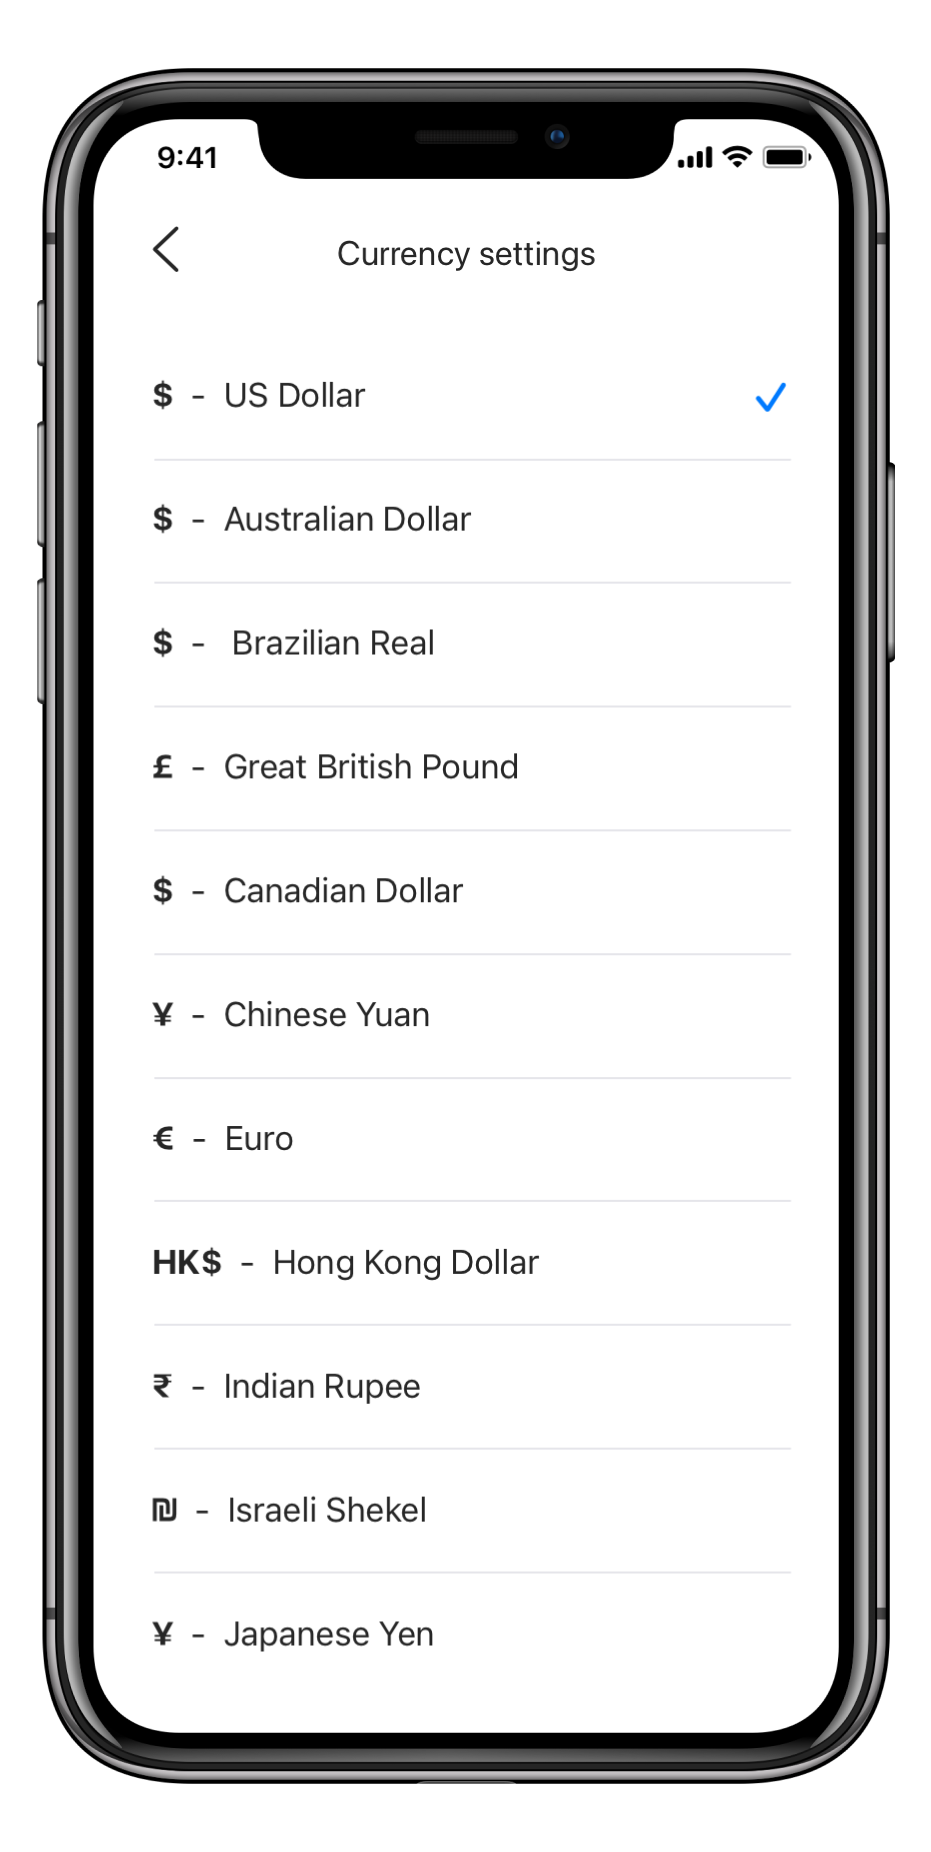 9:41
Currency settings
$ - US Dollar
$ - Australian Dollar
$ - Brazilian Real
£ - Great British Pound
$ - Canadian Dollar
¥ - Chinese Yuan
€ - Euro
HK$ - Hong Kong Dollar
₹ - Indian Rupee
₪ - Israeli Shekel
¥ - Japanese Yen